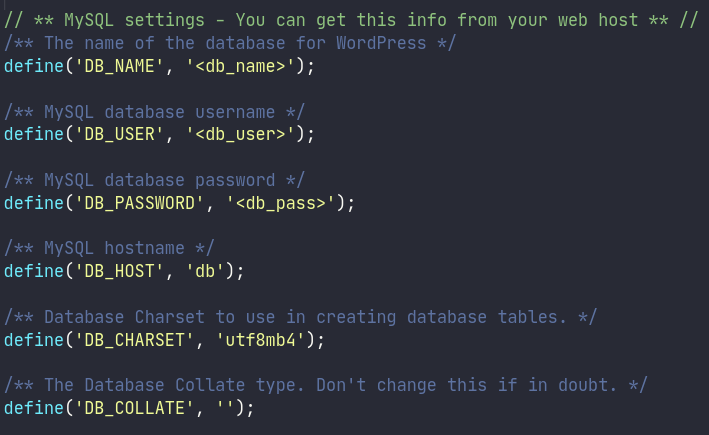 // ** MySQL settings - You can get this info from your web host ** //
/** The name of the database for WordPress */
define('DB_NAME', '<db_name>');
/** MySQL database username */
define('DB_USER', '<db_user>');
/** MySQL database password */
define('DB_PASSWORD', '<db_pass>');
/** MySQL hostname */
define('DB_HOST', 'db');
/** Database Charset to use in creating database tables. */
define('DB_CHARSET', 'utf8mb4');
/** The Database Collate type. Don't change this if in doubt. */
define('DB_COLLATE', '');